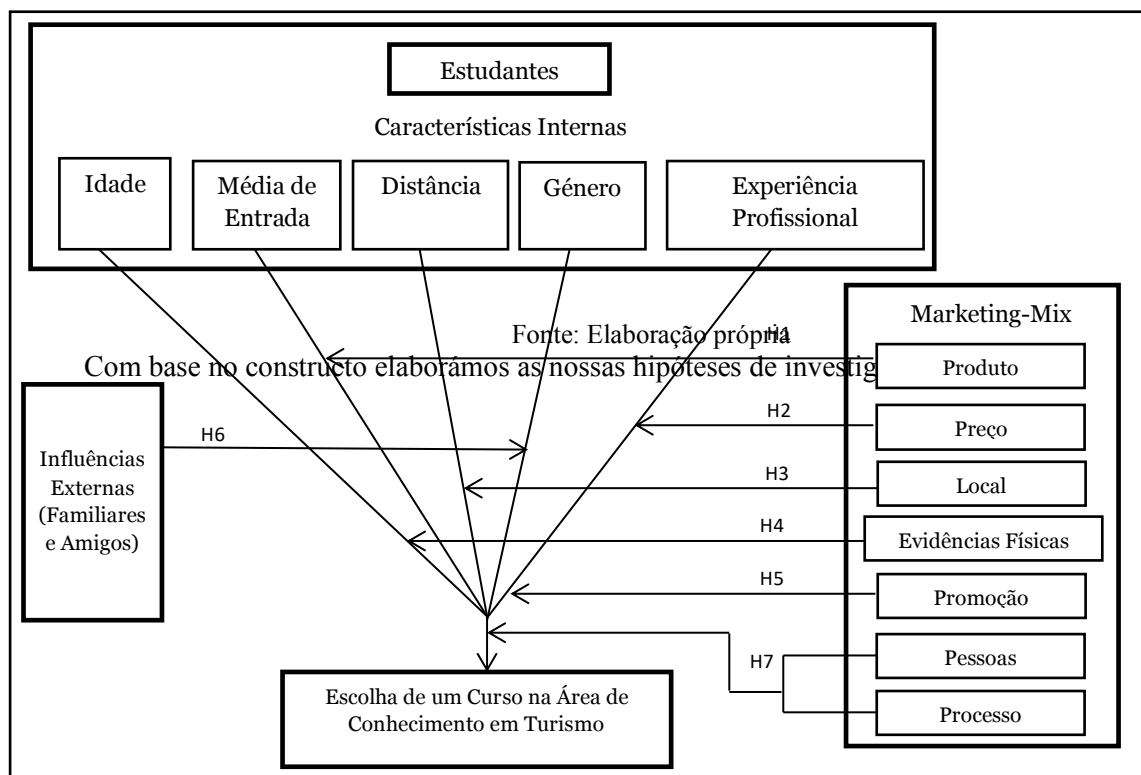 Estudantes
Características Internas
Idade
Média de
Entrada
Distância
Género
Experiência
Profissional
Marketing-Mix
Fonte: Elaboração própria
H1
Com base no constructo elaborámos as nossas hipóteses de investig
Produto
H2
Preço
H6
Influências
Externas
(Familiares
e Amigos)
H3
Local
H4
Evidências Físicas
H5
Promoção
H7
Pessoas
Processo
Escolha de um Curso na Área de
Conhecimento em Turismo